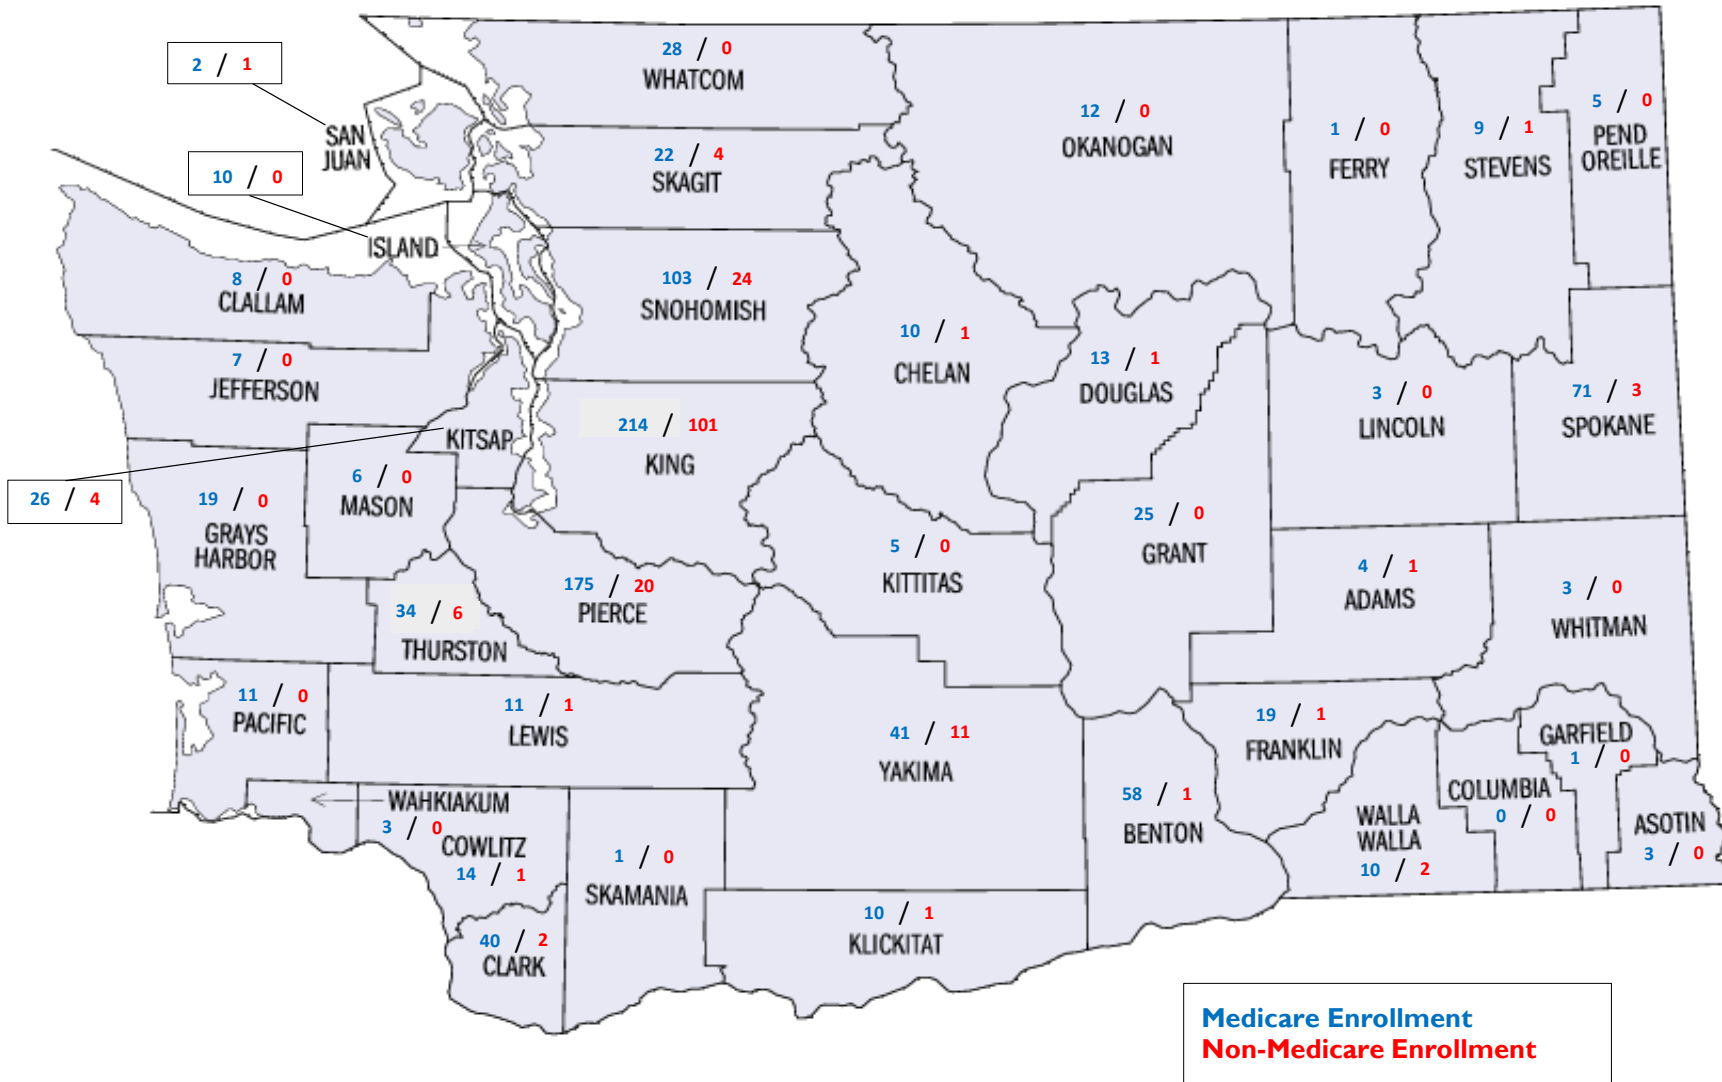 28 / 0
WHATCOM
2 / 1
SAN
JUAN
12 / 0
OKANOGAN
1 / 0
FERRY
9 / 1
STEVENS
5 / 0
PEND
OREILLE
22 / 4
SKAGIT
10 / 0
ISLAND
8 / 0
CLALLAM
103 / 24
SNOHOMISH
10 / 1
CHELAN
13 / 1
DOUGLAS
7 / 0
JEFFERSON
3 / 0
LINCOLN
71 / 3
SPOKANE
214 / 101
KING
KITSAP
26 / 4
6 / 0
MASON
19 / 0
GRAYS
HARBOR
25 / 0
GRANT
5 / 0
KITTITAS
4 / 1
ADAMS
3 / 0
WHITMAN
175 / 20
PIERCE
34 / 6
THURSTON
11 / 0
PACIFIC
11 / 1
LEWIS
41 / 11
YAKIMA
19 / 1
FRANKLIN
GARFIELD
1 / 0
58 / 1
BENTON
COLUMBIA
0 / 0
WALLA
WALLA
10 / 2
ASOTIN
3 / 0
WAHKIAKUM
3 / 0
COWLITZ
14 / 1
1 / 0
SKAMANIA
10 / 1
KLICKITAT
40 / 2
CLARK
Medicare Enrollment
Non-Medicare Enrollment